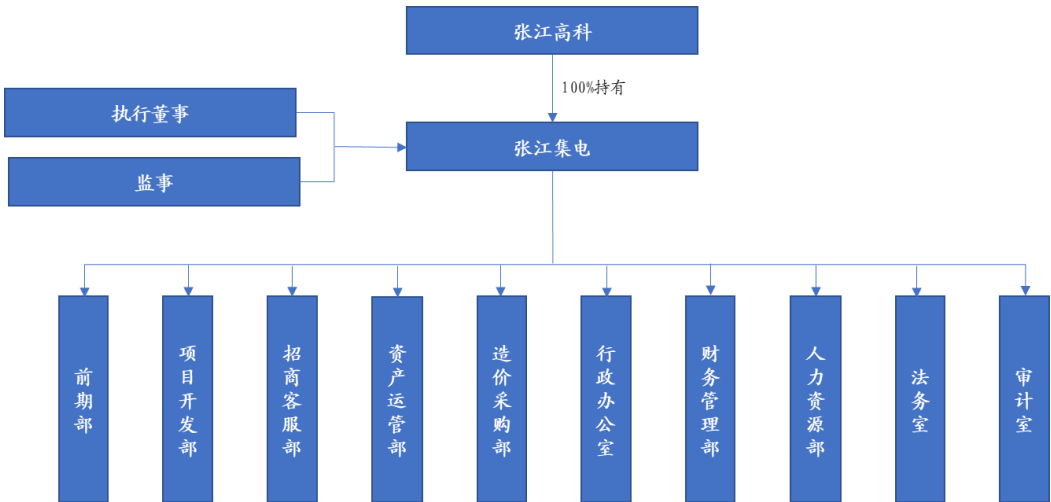 张江高科
100%持有
执行董事
张江集电
监事
前期部
项目开发部
招商客服部
资产运管部
造价采购部
行政办公室
财务管理部
人力资源部
法务室
审计室